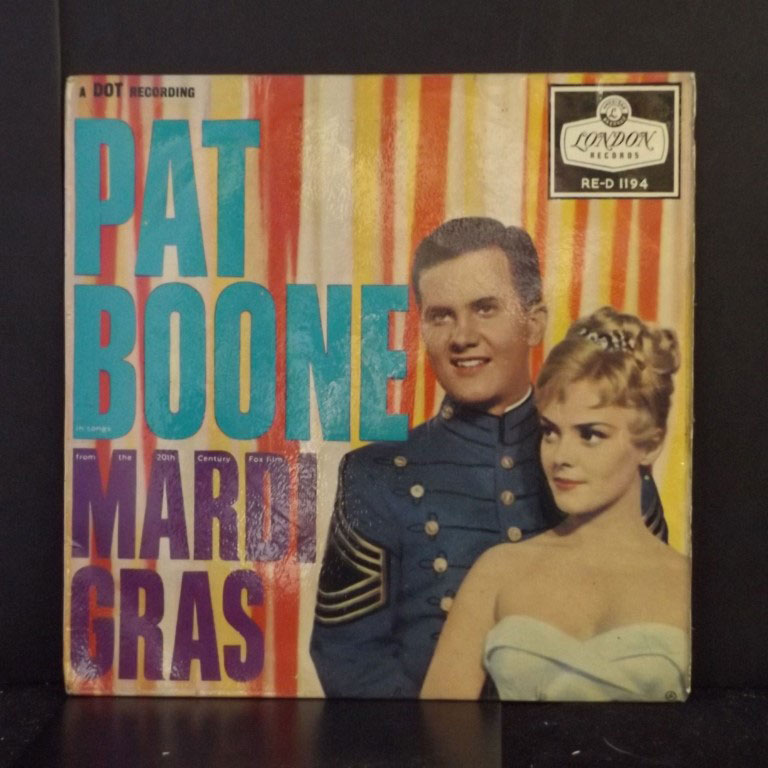 A DOT RECORDING
PAT
BOONE
in songs
from the 20th Century Fox film
MARDI
GRAS
LONDON
RECORDS
RE-D 1194